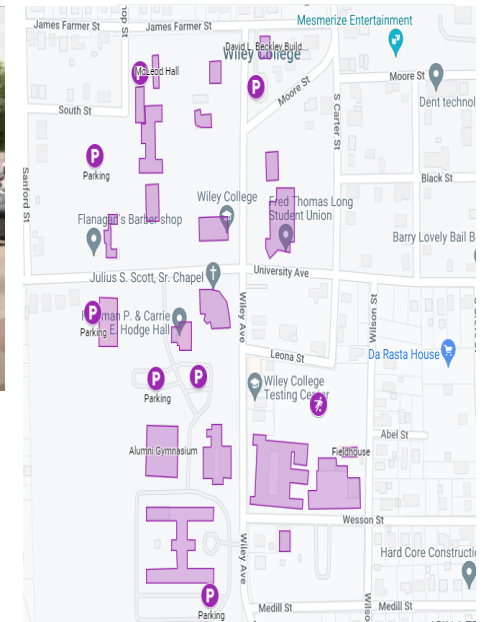 Mesmerize Entertainment
James Farmer St
James Farmer St
David L. Beckley Build...
Wiley College
McLeod Hall
Moore St
Moore St
Dent technol
South St
S Carter St
P
P
P
Parking
Sanford St
Black St
Wiley College
Fred Thomas Long
Student Union
Flanagan's Barber shop
Barry Lovely Bail B
University Ave
Julius S. Scott, Sr. Chapel
Wiley Ave
Wilson St
P
Parking
man P. & Carrie
E. Hodge Hall
Leona St
Da Rasta House
P
P
Parking
Wiley College
Testing Center
Abel St
Alumni Gymnasium
Fieldhouse
Wesson St
Wiley Ave
Hard Core Constructi
P
Parking
Medill St
Wilso
Medill St